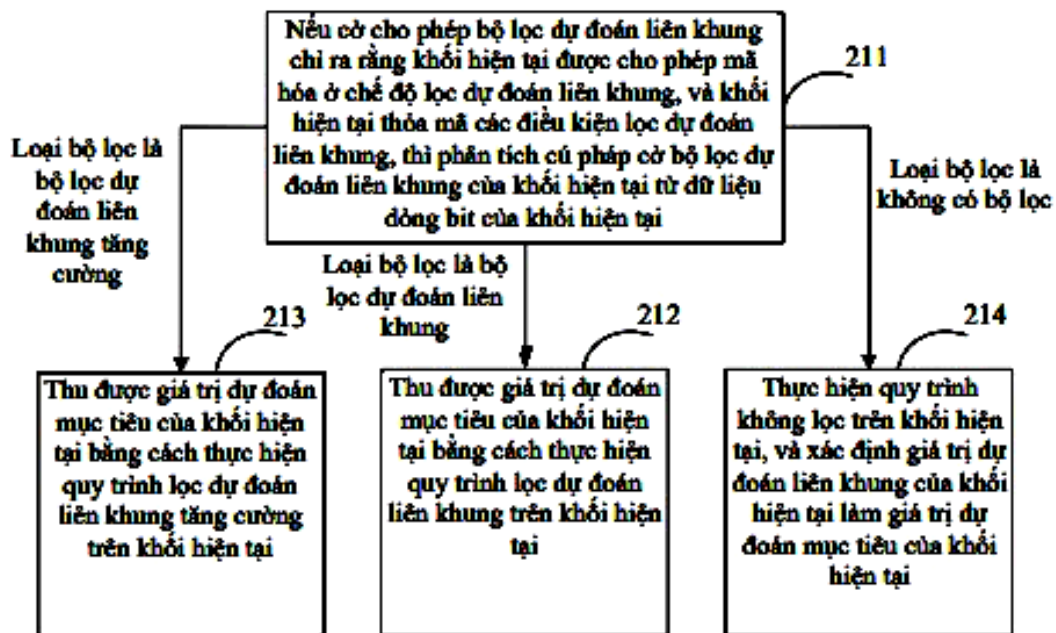 Nếu cờ cho phép bộ lọc dự đoán liên khung
chỉ ra rằng khối hiện tại được cho phép mã
hóa ở chế độ lọc dự đoán liên khung, và khối
hiện tại thỏa mã các điều kiện lọc dự đoán
liên khung, thì phân tích cú pháp cờ bộ lọc dự
đoán liên khung của khối hiện tại từ dữ liệu
dòng bit của khối hiện tại
211
Loại bộ lọc là
bộ lọc dự
đoán liên
khung tăng
cường
Loại bộ lọc là bộ
lọc dự đoán liên
khung
Loại bộ lọc là
không có bộ lọc
213
Thu được giá trị dự đoán
mục tiêu của khối hiện
tại bằng cách thực hiện
quy trình lọc dự đoán
liên khung tăng cường
trên khối hiện tại
212
Thu được giá trị dự đoán
mục tiêu của khối hiện
tại bằng cách thực hiện
quy trình lọc dự đoán
liên khung trên khối hiện
tại
214
Thực hiện quy trình
không lọc trên khối hiện
tại, và xác định giá trị dự
đoán liên khung của khối
hiện tại làm giá trị dự
đoán mục tiêu của khối
hiện tại